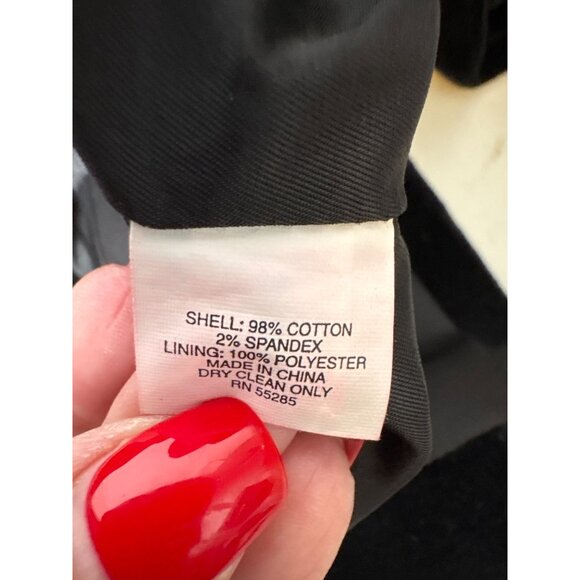 SHELL: 98% COTTON
2% SPANDEX
LINING: 100% POLYESTER
MADE IN CHINA
DRY CLEAN ONLY
RN 55285